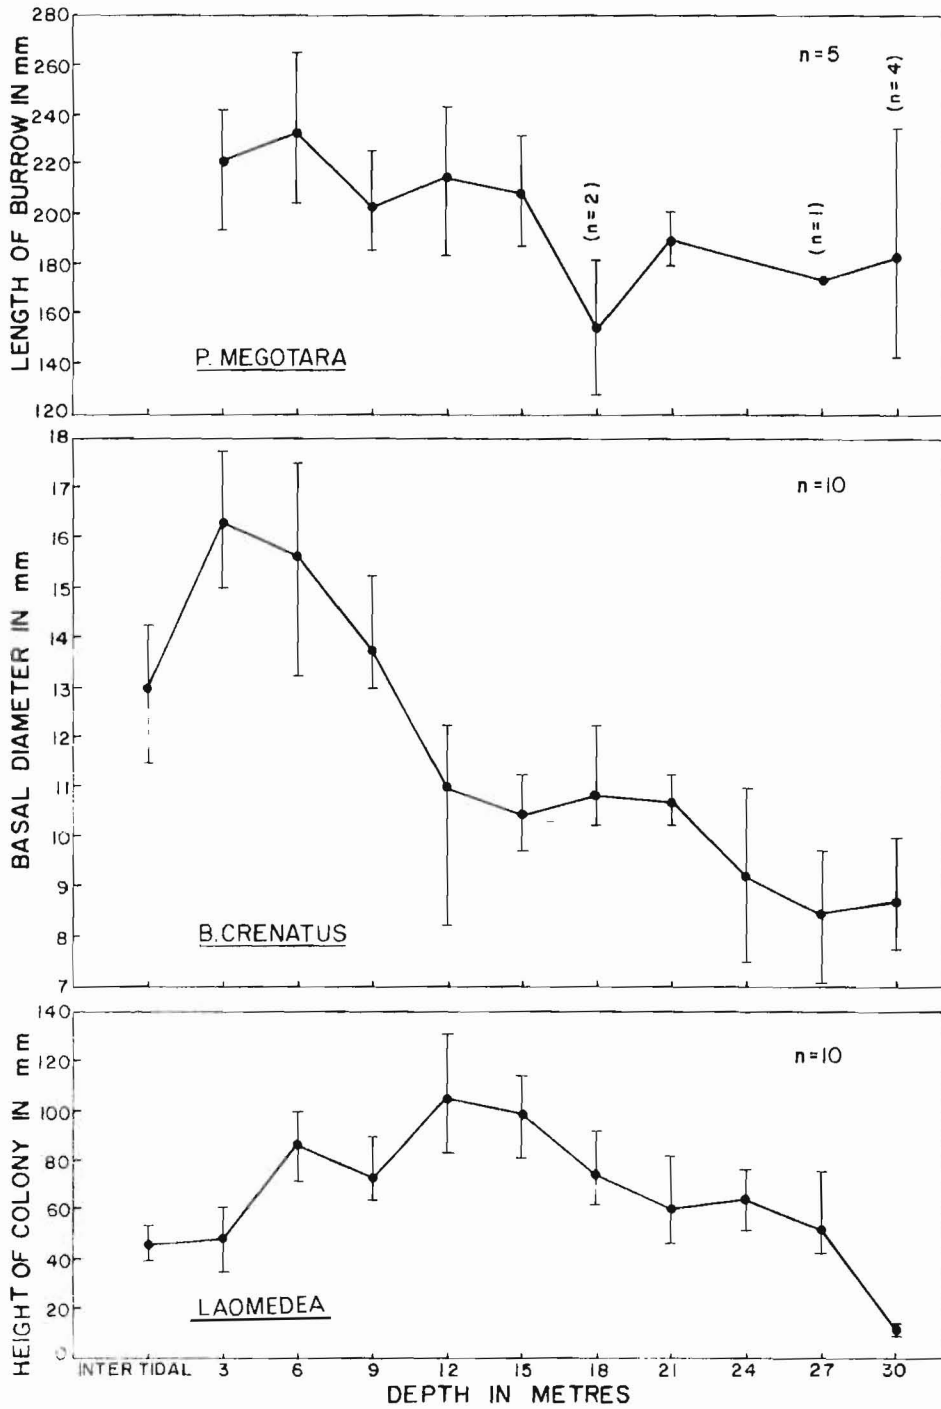 LENGTH OF BURROW IN mm
280
260
240
220
200
180
160
140
120
n=5
(n=2)
(n=1)
(n=4)
P. MEGOTARA
BASAL DIAMETER IN mm
18
17
16
15
14
13
12
11
10
9
8
7
n=10
B. CRENATUS
HEIGHT OF COLONY IN mm
140
120
100
80
60
40
20
0
n=10
LAOMEDEA
INTERTIDAL 3 6 9 12 15 18 21 24 27 30
DEPTH IN METRES